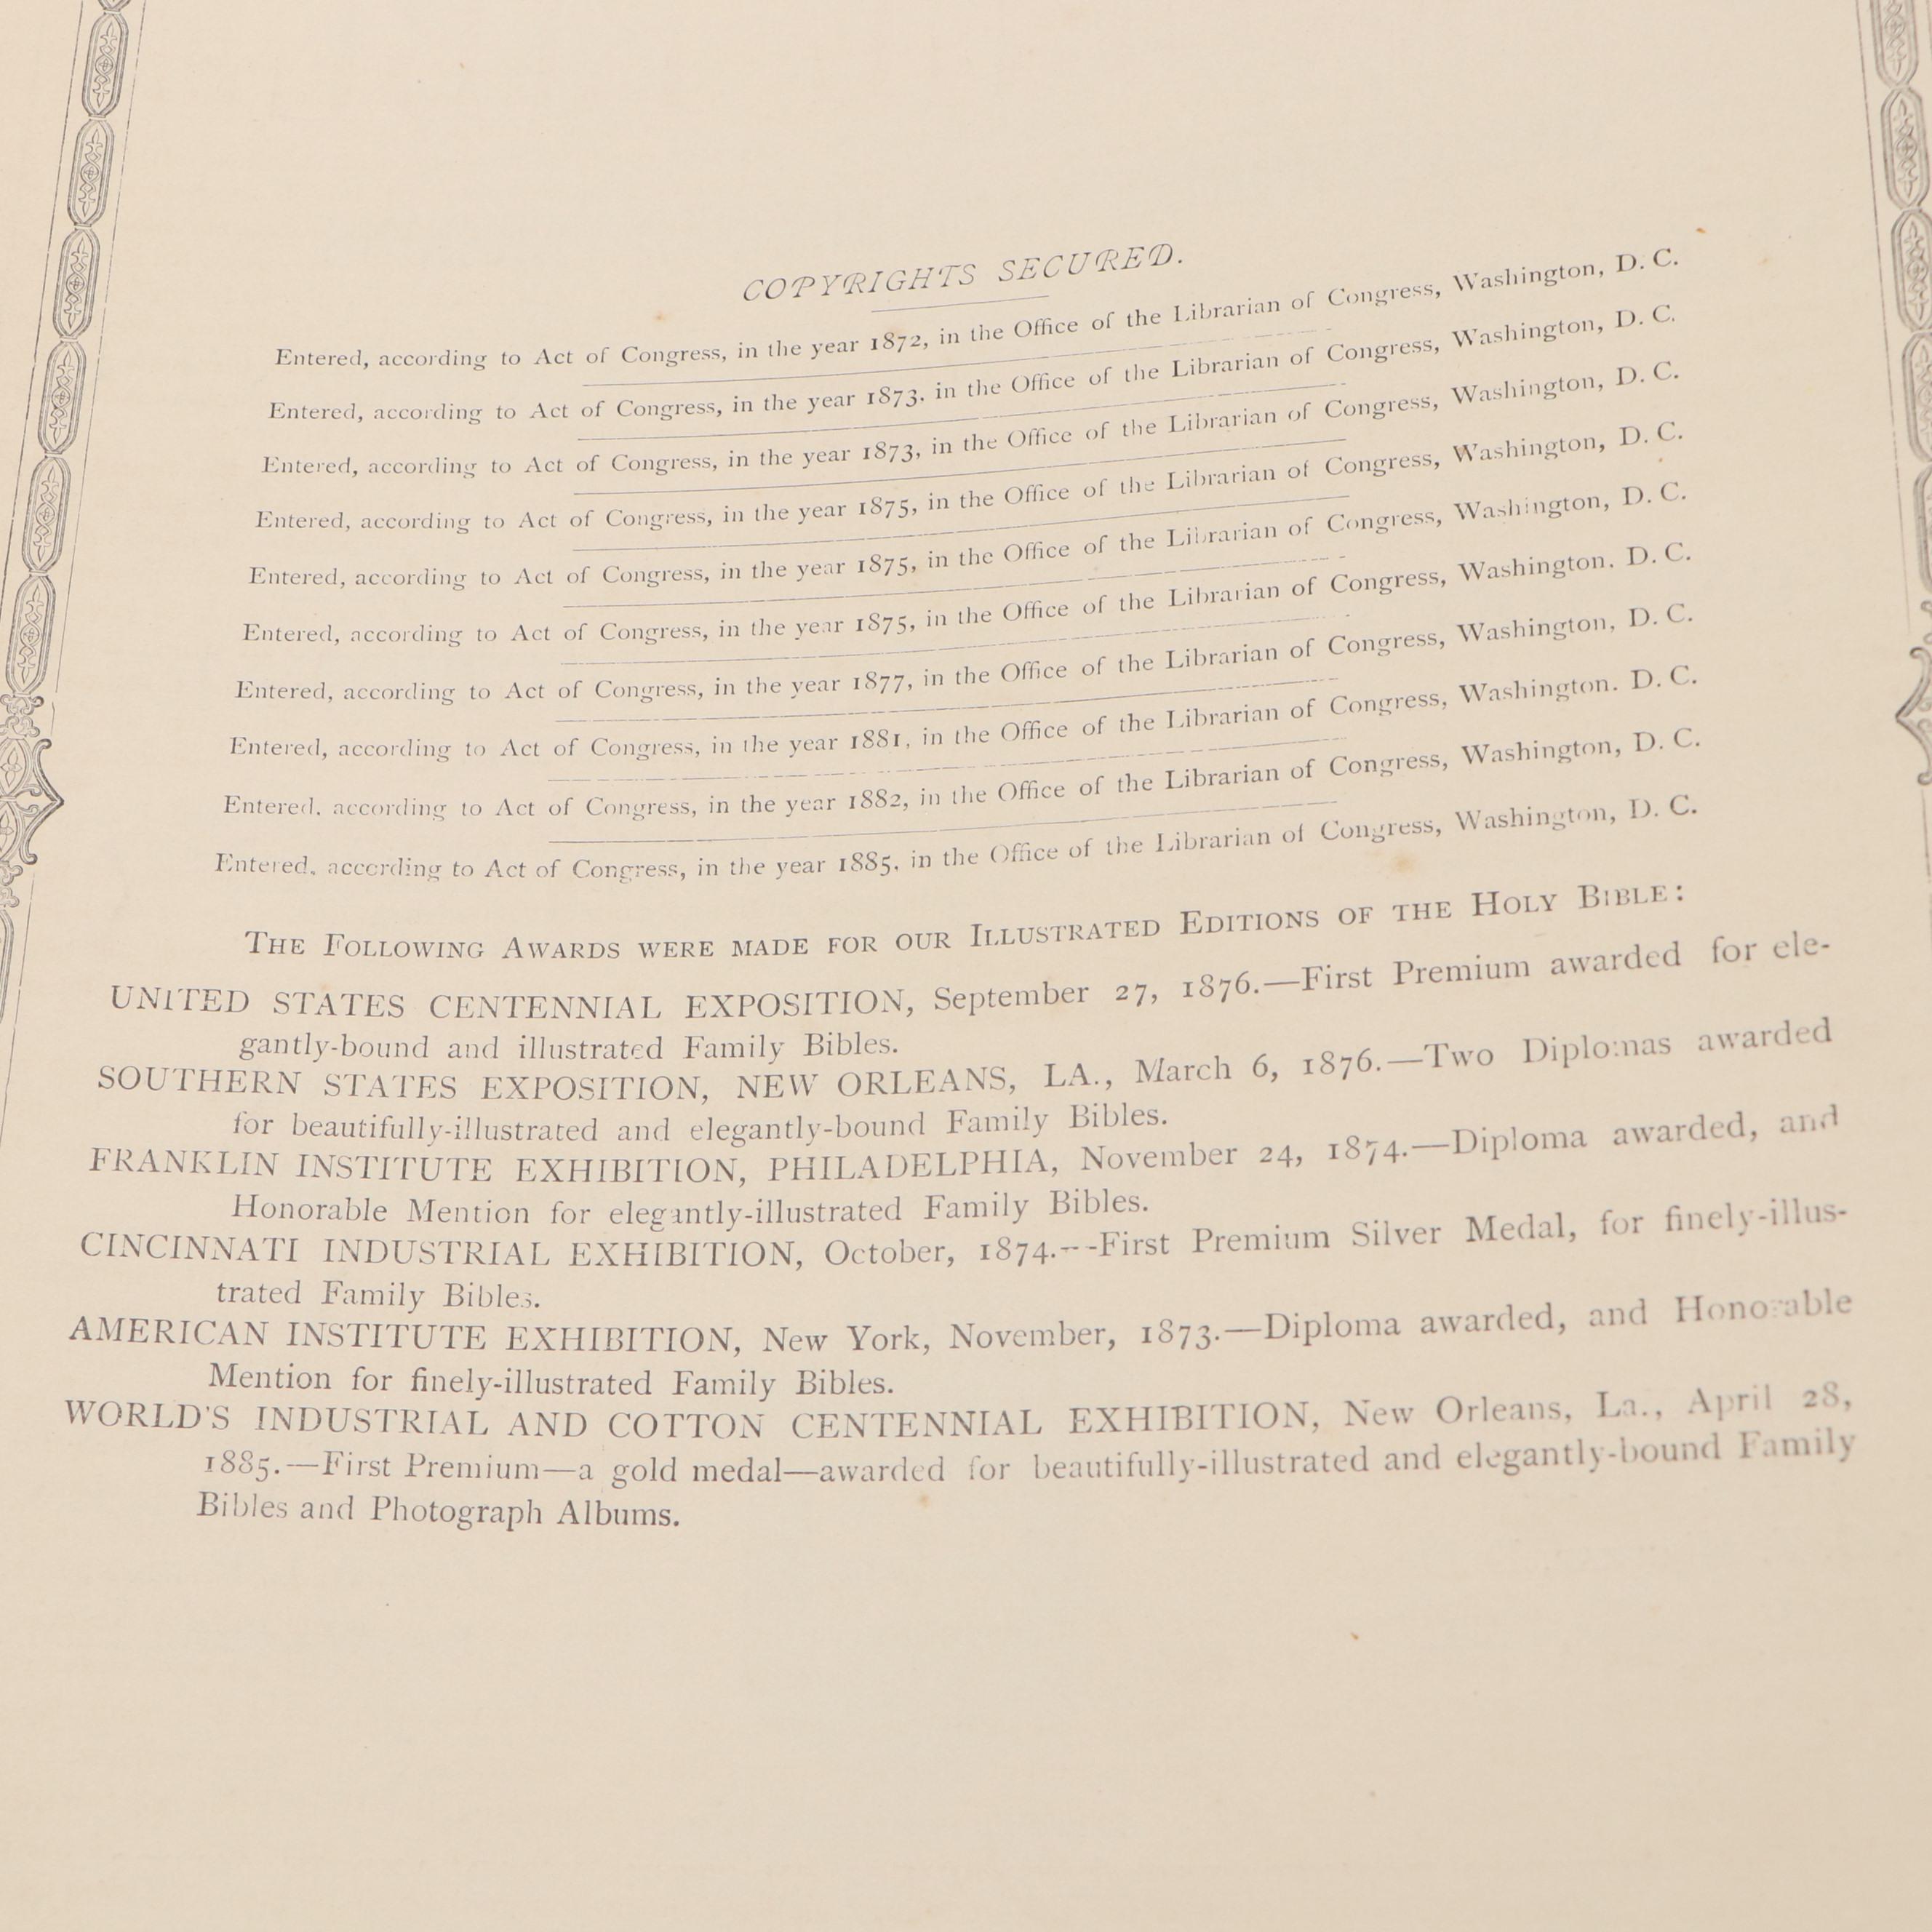 COPYRIGHTS SECURED.
Entered, according to Act of Congress, in the year 1872, in the Office of the Librarian of Congress, Washington, D. C.
Entered, according to Act of Congress, in the year 1873. in the Office of the Librarian of Congress, Washington, D. C.
Entered, according to Act of Congress, in the year 1873, in the Office of the Librarian of Congress, Washington, D. C.
Entered, according to Act of Congress, in the year 1875, in the Office of the Librarian of Congress, Washington, D. C.
Entered, according to Act of Congress, in the year 1875, in the Office of the Librarian of Congress, Washington, D. C.
Entered, according to Act of Congress, in the year 1875, in the Office of the Librarian of Congress, Washington. D. C.
Entered, according to Act of Congress, in the year 1877, in the Office of the Librarian of Congress, Washington, D. C.
Entered, according to Act of Congress, in the year 1881, in the Office of the Librarian of Congress, Washington. D. C.
Entered. according to Act of Congress, in the year 1882, in the Office of the Librarian of Congress, Washington, D. C.
Entered, according to Act of Congress, in the year 1885. in the Office of the Librarian of Congress, Washington, D. C.
THE FOLLOWING AWARDS WERE MADE FOR OUR ILLUSTRATED EDITIONS OF THE HOLY BIBLE:
UNITED STATES CENTENNIAL EXPOSITION, September 27, 1876.—First Premium awarded for ele-
gantly-bound and illustrated Family Bibles.
SOUTHERN STATES EXPOSITION, NEW ORLEANS, LA., March 6, 1876.—Two Diplomas awarded
for beautifully-illustrated and elegantly-bound Family Bibles.
FRANKLIN INSTITUTE EXHIBITION, PHILADELPHIA, November 24, 1874.—Diploma awarded, and
Honorable Mention for elegantly-illustrated Family Bibles.
CINCINNATI INDUSTRIAL EXHIBITION, October, 1874.--First Premium Silver Medal, for finely-illus-
trated Family Bibles.
AMERICAN INSTITUTE EXHIBITION, New York, November, 1873.—Diploma awarded, and Honorable
Mention for finely-illustrated Family Bibles.
WORLD'S INDUSTRIAL AND COTTON CENTENNIAL EXHIBITION, New Orleans, La., April 28,
1885.—First Premium—a gold medal—awarded for beautifully-illustrated and elegantly-bound Family
Bibles and Photograph Albums.